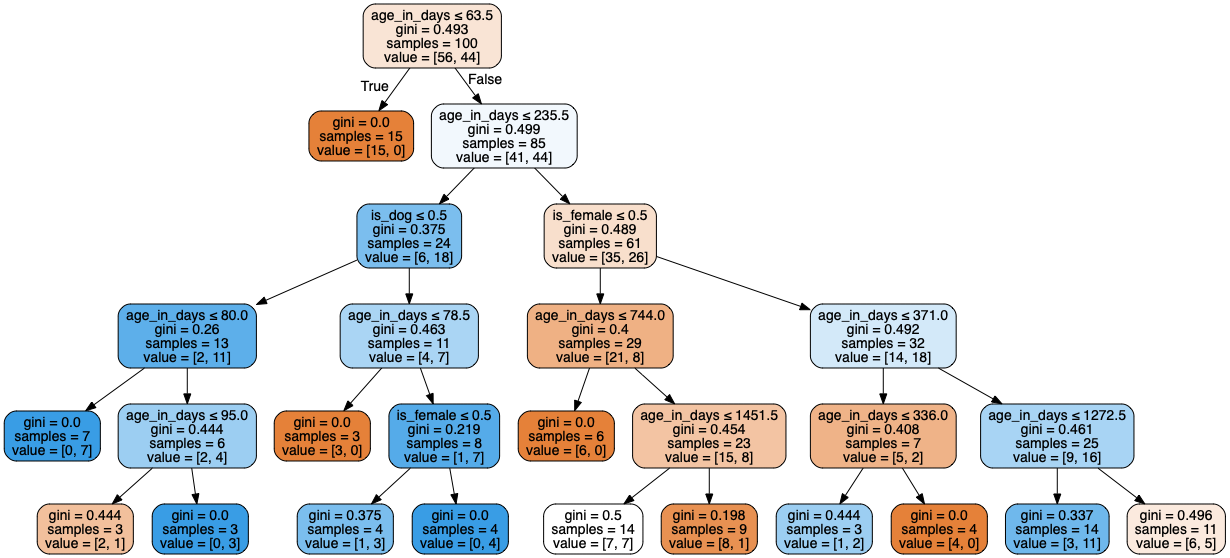 age_in_days ≤ 63.5
gini = 0.493
samples = 100
value = [56, 44]
True
False
gini = 0.0
samples = 15
value = [15, 0]
age_in_days ≤ 235.5
gini = 0.499
samples = 85
value = [41, 44]
is_dog ≤ 0.5
gini = 0.375
samples = 24
value = [6, 18]
is_female ≤ 0.5
gini = 0.489
samples = 61
value = [35, 26]
age_in_days ≤ 80.0
gini = 0.26
samples = 13
value = [2, 11]
age_in_days ≤ 78.5
gini = 0.463
samples = 11
value = [4, 7]
age_in_days ≤ 744.0
gini = 0.4
samples = 29
value = [21, 8]
age_in_days ≤ 371.0
gini = 0.492
samples = 32
value = [14, 18]
gini = 0.0
samples = 7
value = [0, 7]
age_in_days ≤ 95.0
gini = 0.444
samples = 6
value = [2, 4]
gini = 0.0
samples = 3
value = [3, 0]
is_female ≤ 0.5
gini = 0.219
samples = 8
value = [1, 7]
gini = 0.0
samples = 6
value = [6, 0]
age_in_days ≤ 1451.5
gini = 0.454
samples = 23
value = [15, 8]
age_in_days ≤ 336.0
gini = 0.408
samples = 7
value = [5, 2]
age_in_days ≤ 1272.5
gini = 0.461
samples = 25
value = [9, 16]
gini = 0.444
samples = 3
value = [2, 1]
gini = 0.0
samples = 3
value = [0, 3]
gini = 0.375
samples = 4
value = [1, 3]
gini = 0.0
samples = 4
value = [0, 4]
gini = 0.5
samples = 14
value = [7, 7]
gini = 0.198
samples = 9
value = [8, 1]
gini = 0.444
samples = 3
value = [1, 2]
gini = 0.0
samples = 4
value = [4, 0]
gini = 0.337
samples = 14
value = [3, 11]
gini = 0.496
samples = 11
value = [6, 5]